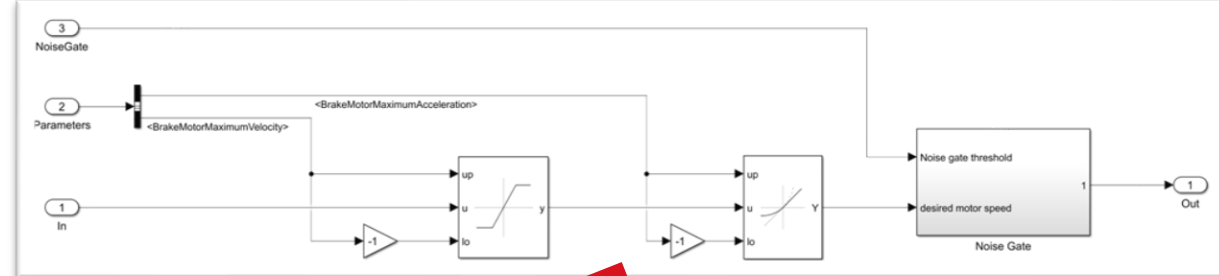 3
NoiseGate
2
Parameters
<BrakeMotorMaximumAcceleration>
<BrakeMotorMaximumVelocity>
1
In
up
u
lo
y
-1
up
u
lo
Y
-1
Noise gate threshold
desired motor speed
1
Noise Gate
1
Out